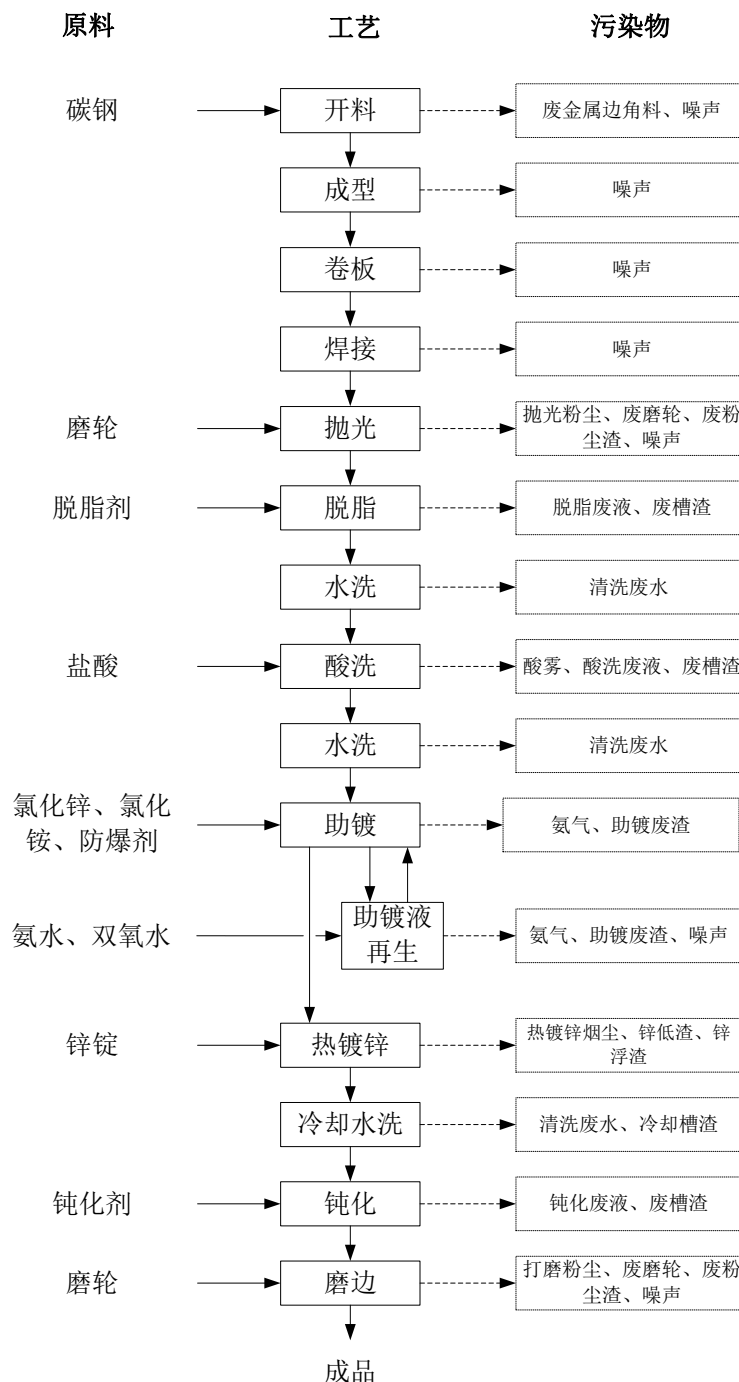 原料 工艺 污染物
碳钢 开料 废金属边角料、噪声
成型 噪声
卷板 噪声
焊接 噪声
磨轮 抛光 抛光粉尘、废磨轮、废粉
尘渣、噪声
脱脂剂 脱脂 脱脂废液、废槽渣
水洗 清洗废水
盐酸 酸洗 酸雾、酸洗废液、废槽渣
水洗 清洗废水
氯化锌、氯化
铵、防爆剂
助镀 氨气、助镀废渣
氨水、双氧水
助镀液
再生
氨气、助镀废渣、噪声
锌锭 热镀锌 热镀锌烟尘、锌低渣、锌
浮渣
冷却水洗 清洗废水、冷却槽渣
钝化剂 钝化 钝化废液、废槽渣
磨轮 磨边 打磨粉尘、废磨轮、废粉
尘渣、噪声
成品